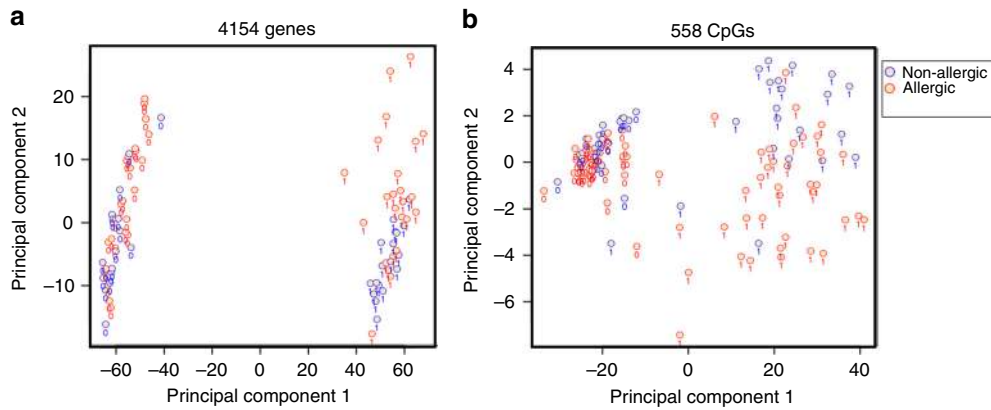 a
4154 genes
Principal component 2
20
10
0
−10
−60
−40
−20
0
20
40
60
Principal component 1
b
558 CpGs
Principal component 2
4
2
0
−2
−4
−6
−20
0
20
40
Principal component 1
Non-allergic
Allergic